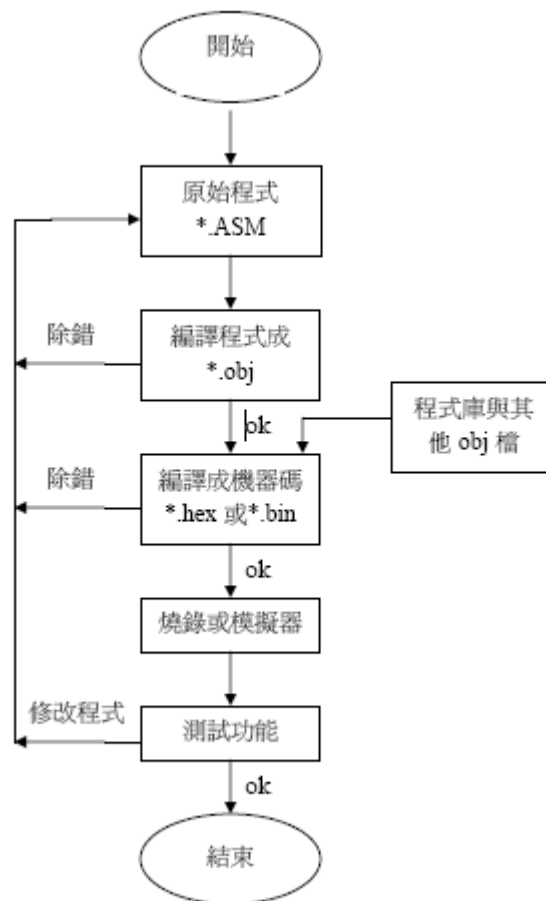 開始
原始程式
*.ASM
除錯
編譯程式成
*.obj
ok
程式庫與其
他 obj 檔
除錯
編譯成機器碼
*.hex 或*.bin
ok
燒錄或模擬器
修改程式
測試功能
ok
結束